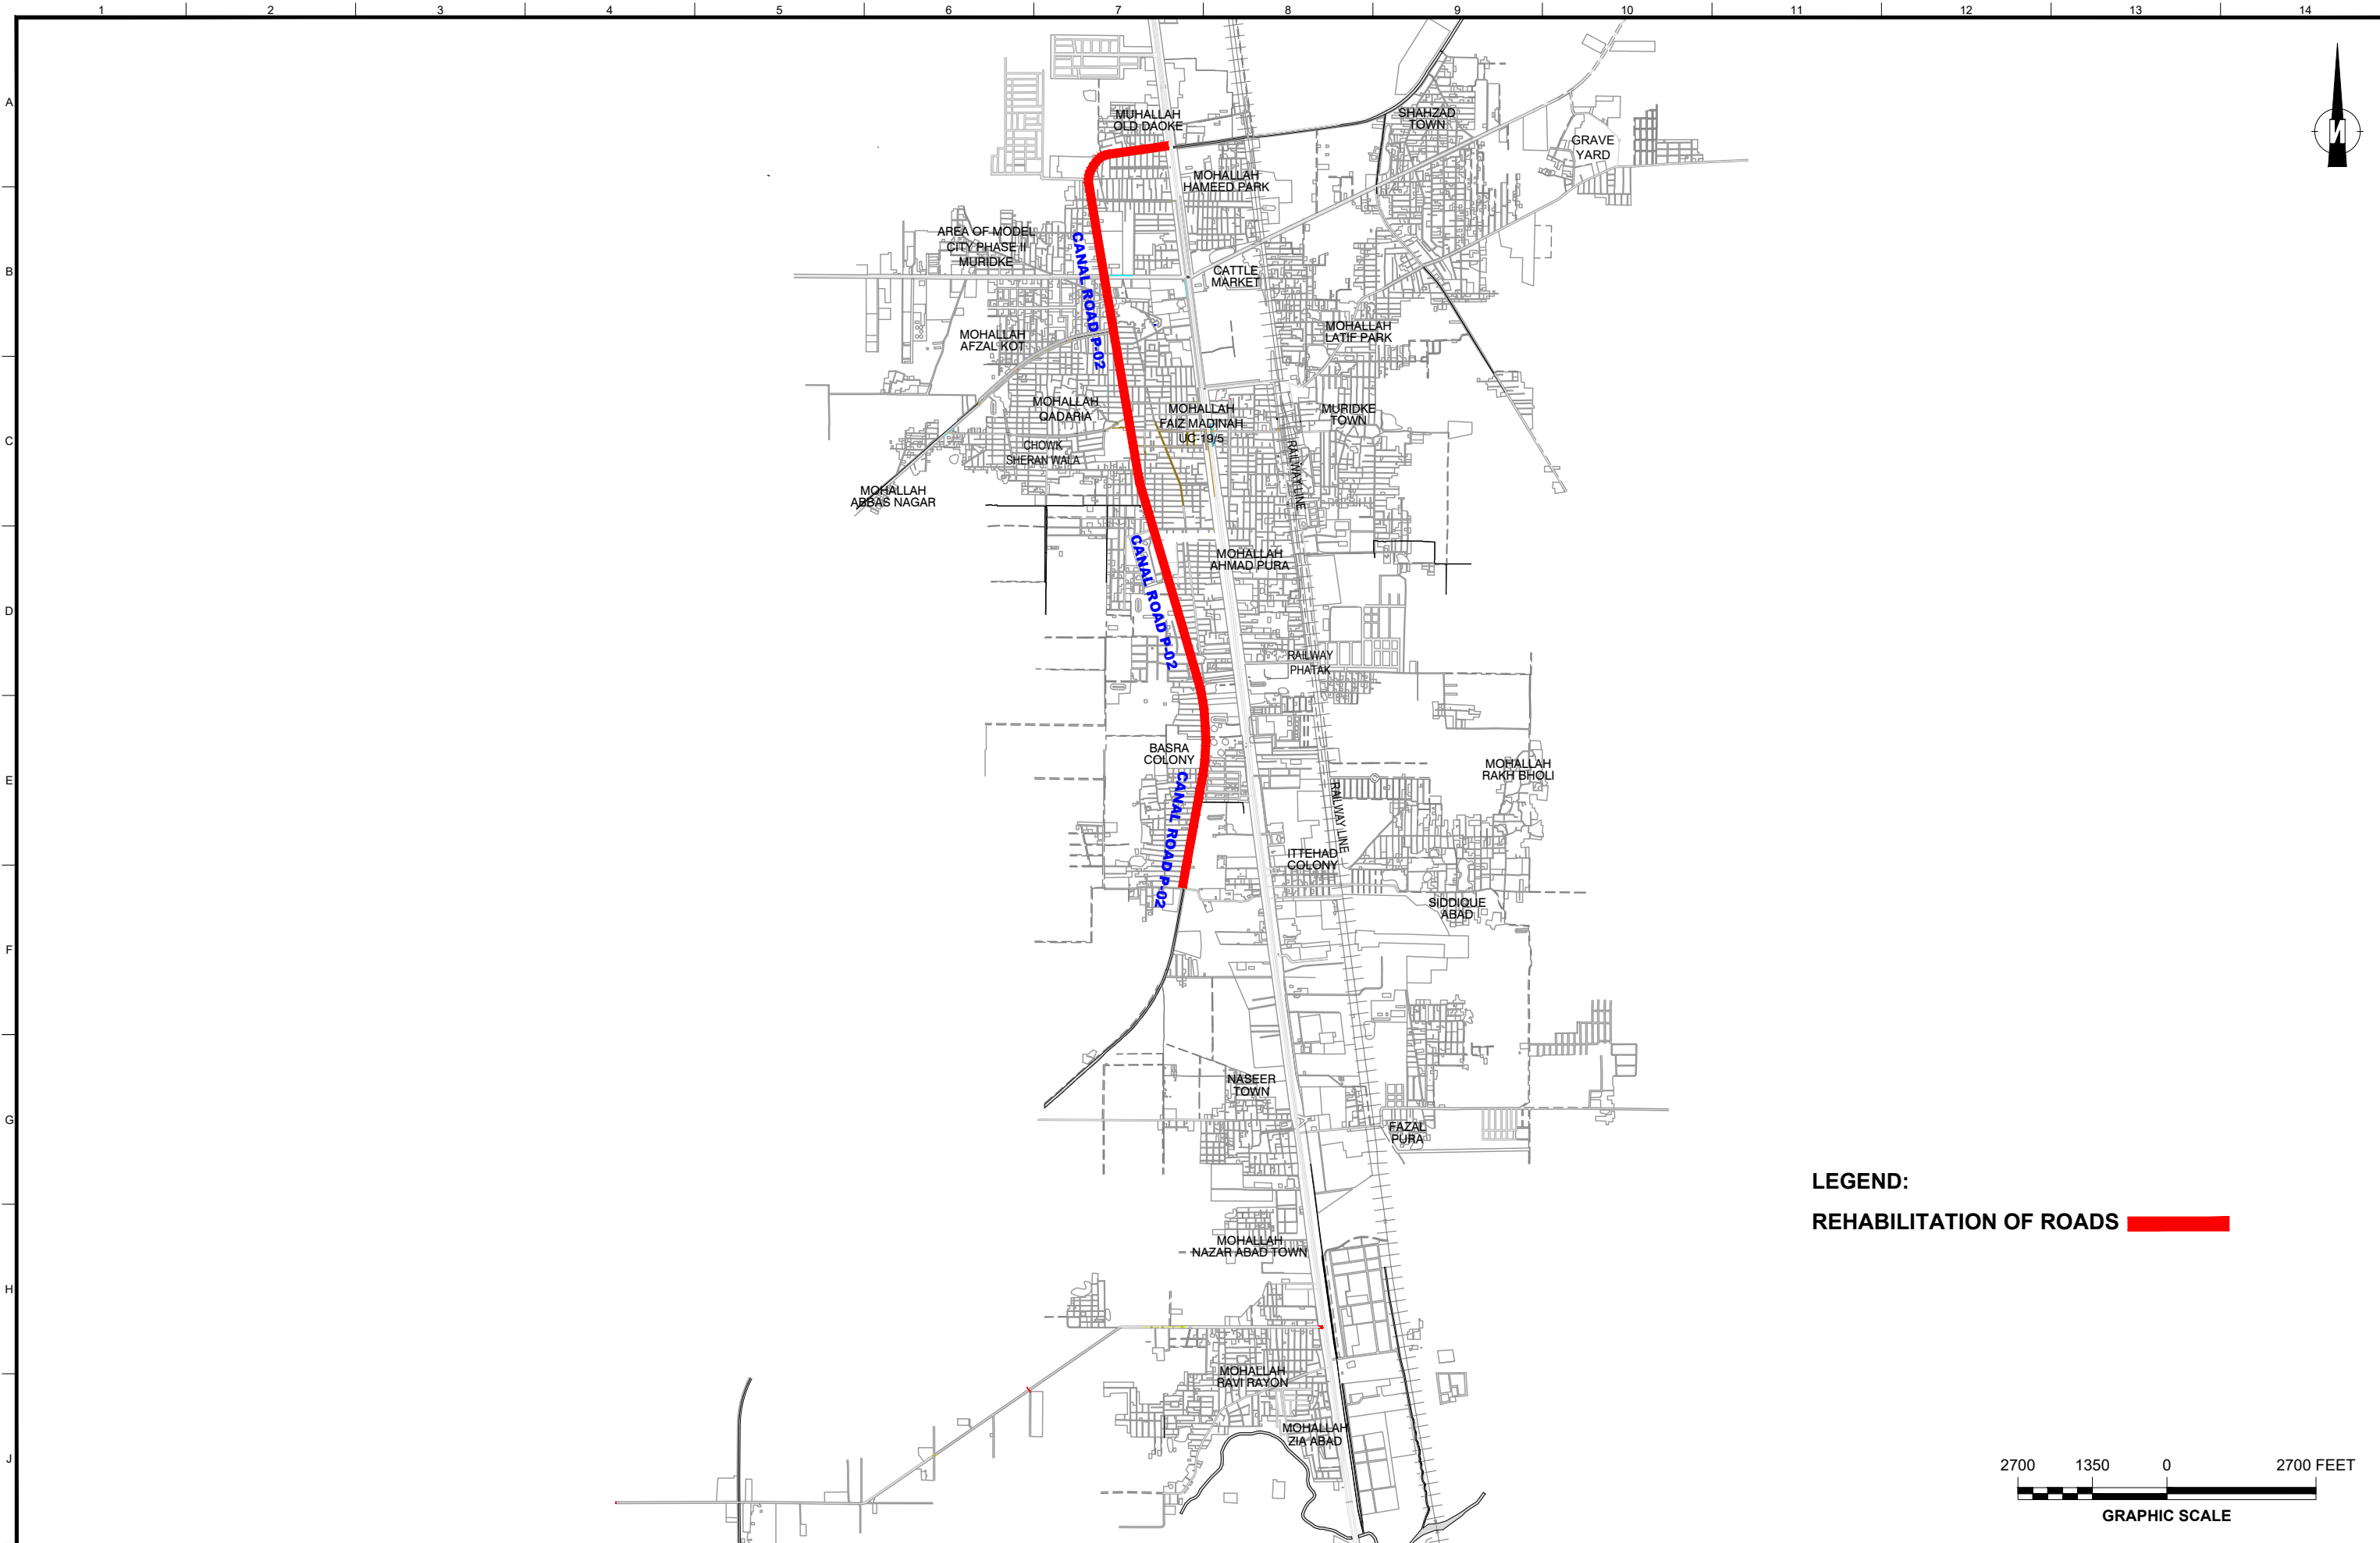 1 2 3 4 5 6 7 8 9 10 11 12 13 14
A
B
C
D
E
F
G
H
J
N
MUHALLAH
OLD DAOKE
SHAHZAD
TOWN
GRAVE
YARD
MOHALLAH
HAMEED PARK
AREA OF MODEL
CITY PHASE II
MURIDKE
CANAL ROAD P-02
CATTLE
MARKET
MOHALLAH
AFZAL KOT
MOHALLAH
LATIF PARK
MOHALLAH
QADARIA
MOHALLAH
FAIZ MADINAH
UC-19/5
MURIDKE
TOWN
CHOWK
SHERAN WALA
RAILWAY LINE
MOHALLAH
ABBAS NAGAR
CANAL ROAD P-02
MOHALLAH
AHMAD PURA
RAILWAY
PHATAK
BASRA
COLONY
MOHALLAH
RAKH BHOLI
CANAL ROAD P-02
RAILWAY LINE
ITTEHAD
COLONY
SIDDIQUE
ABAD
NASEER
TOWN
FAZAL
PURA
LEGEND:
REHABILITATION OF ROADS
MOHALLAH
NAZAR ABAD TOWN
MOHALLAH
RAVI RAYON
MOHALLAH
ZIA ABAD
2700 1350 0 2700 FEET
GRAPHIC SCALE